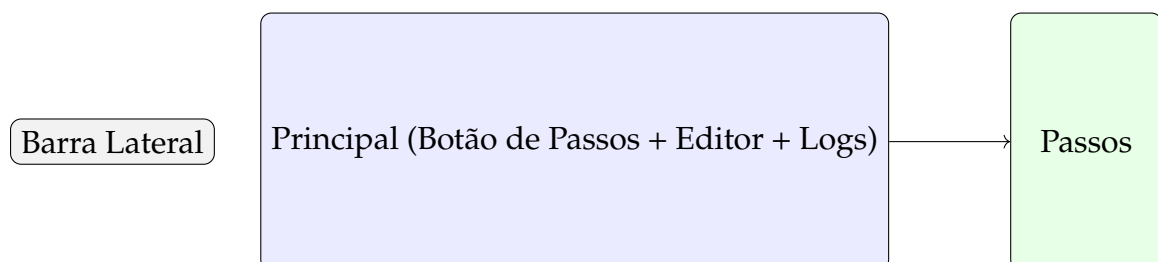 Barra Lateral
Principal (Botão de Passos + Editor + Logs)
Passos